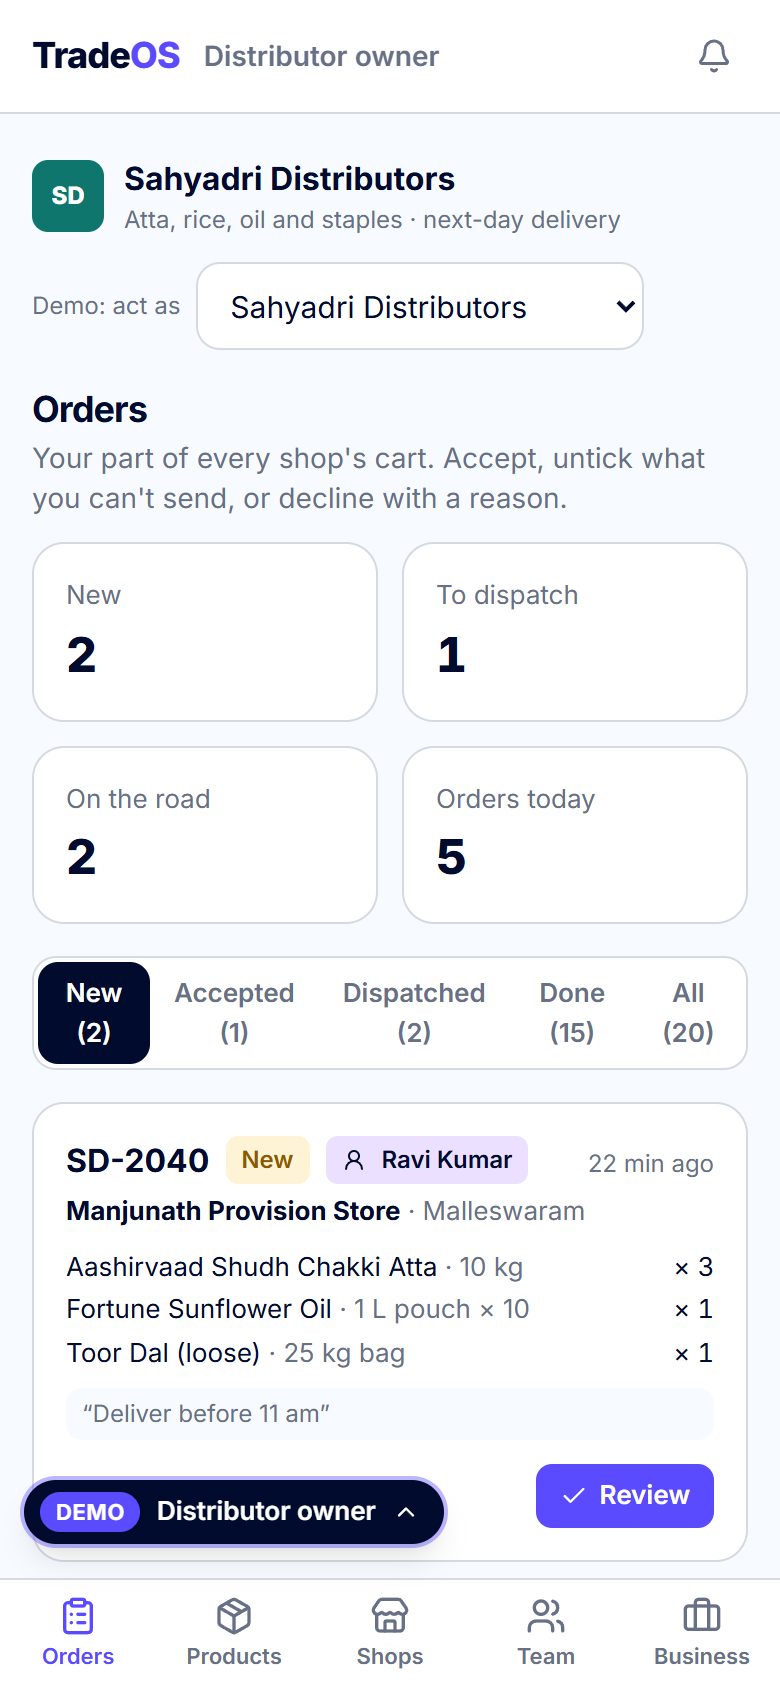 TradeOS Distributor owner
SD
Sahyadri Distributors
Atta, rice, oil and staples · next-day delivery
Demo: act as Sahyadri Distributors
Orders
Your part of every shop's cart. Accept, untick what
you can't send, or decline with a reason.
New
2
To dispatch
1
On the road
2
Orders today
5
New
(2)
Accepted
(1)
Dispatched
(2)
Done
(15)
All
(20)
SD-2040 New Ravi Kumar 22 min ago
Manjunath Provision Store · Malleswaram
Aashirvaad Shudh Chakki Atta · 10 kg × 3
Fortune Sunflower Oil · 1 L pouch × 10 × 1
Toor Dal (loose) · 25 kg bag × 1
“Deliver before 11 am”
Review
DEMO Distributor owner
Orders Products Shops Team Business